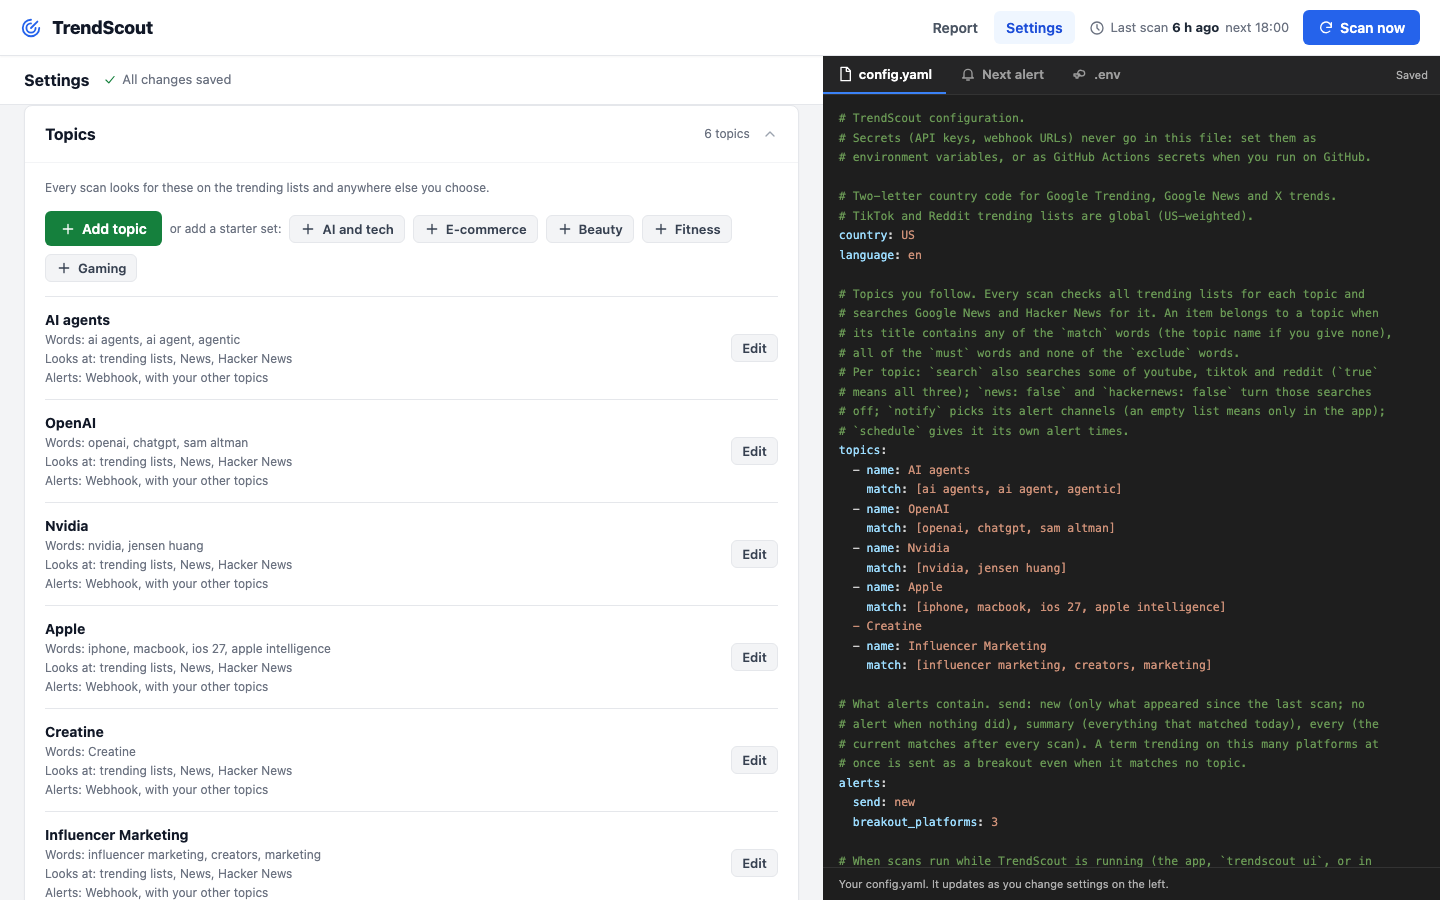 TrendScout
Report
Settings
Last scan 6 h ago next 18:00
Scan now
Settings
All changes saved
Topics
6 topics
Every scan looks for these on the trending lists and anywhere else you choose.
+ Add topic
or add a starter set:
+ AI and tech
+ E-commerce
+ Beauty
+ Fitness
+ Gaming
AI agents
Words: ai agents, ai agent, agentic
Looks at: trending lists, News, Hacker News
Alerts: Webhook, with your other topics
Edit
OpenAI
Words: openai, chatgpt, sam altman
Looks at: trending lists, News, Hacker News
Alerts: Webhook, with your other topics
Edit
Nvidia
Words: nvidia, jensen huang
Looks at: trending lists, News, Hacker News
Alerts: Webhook, with your other topics
Edit
Apple
Words: iphone, macbook, ios 27, apple intelligence
Looks at: trending lists, News, Hacker News
Alerts: Webhook, with your other topics
Edit
Creatine
Words: Creatine
Looks at: trending lists, News, Hacker News
Alerts: Webhook, with your other topics
Edit
Influencer Marketing
Words: influencer marketing, creators, marketing
Looks at: trending lists, News, Hacker News
Alerts: Webhook, with your other topics
Edit
config.yaml
Next alert
.env
Saved
# TrendScout configuration.
# Secrets (API keys, webhook URLs) never go in this file: set them as
# environment variables, or as GitHub Actions secrets when you run on GitHub.
# Two-letter country code for Google Trending, Google News and X trends.
# TikTok and Reddit trending lists are global (US-weighted).
country: US
language: en
# Topics you follow. Every scan checks all trending lists for each topic and
# searches Google News and Hacker News for it. An item belongs to a topic when
# its title contains any of the `match` words (the topic name if you give none),
# all of the `must` words and none of the `exclude` words.
# Per topic: `search` also searches some of youtube, tiktok and reddit (`true`
# means all three); `news: false` and `hackernews: false` turn those searches
# off; `notify` picks its alert channels (an empty list means only in the app);
# `schedule` gives it its own alert times.
topics:
  - name: AI agents
    match: [ai agents, ai agent, agentic]
  - name: OpenAI
    match: [openai, chatgpt, sam altman]
  - name: Nvidia
    match: [nvidia, jensen huang]
  - name: Apple
    match: [iphone, macbook, ios 27, apple intelligence]
  - Creatine
  - name: Influencer Marketing
    match: [influencer marketing, creators, marketing]
# What alerts contain. send: new (only what appeared since the last scan; no
# alert when nothing did), summary (everything that matched today), every (the
# current matches after every scan). A term trending on this many platforms at
# once is sent as a breakout even when it matches no topic.
alerts:
  send: new
  breakout_platforms: 3
# When scans run while TrendScout is running (the app, `trendscout ui`, or in
Your config.yaml. It updates as you change settings on the left.